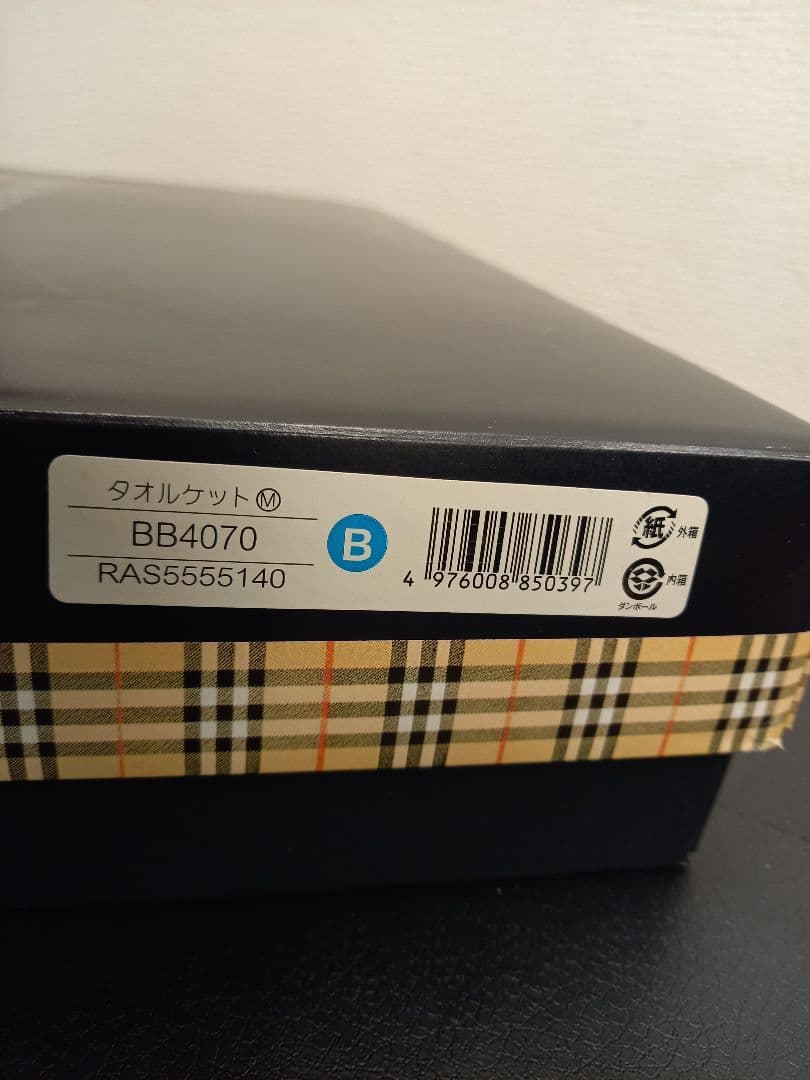 タオルケットⓂ
BB4070
RAS5555140
B
4 976008 850397
紙 外箱
内箱
ダンボール